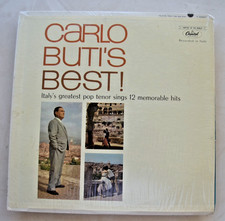 CARLO
BUTI'S
BEST!
Italy's greatest pop tenor sings 12 memorable hits
Capitol